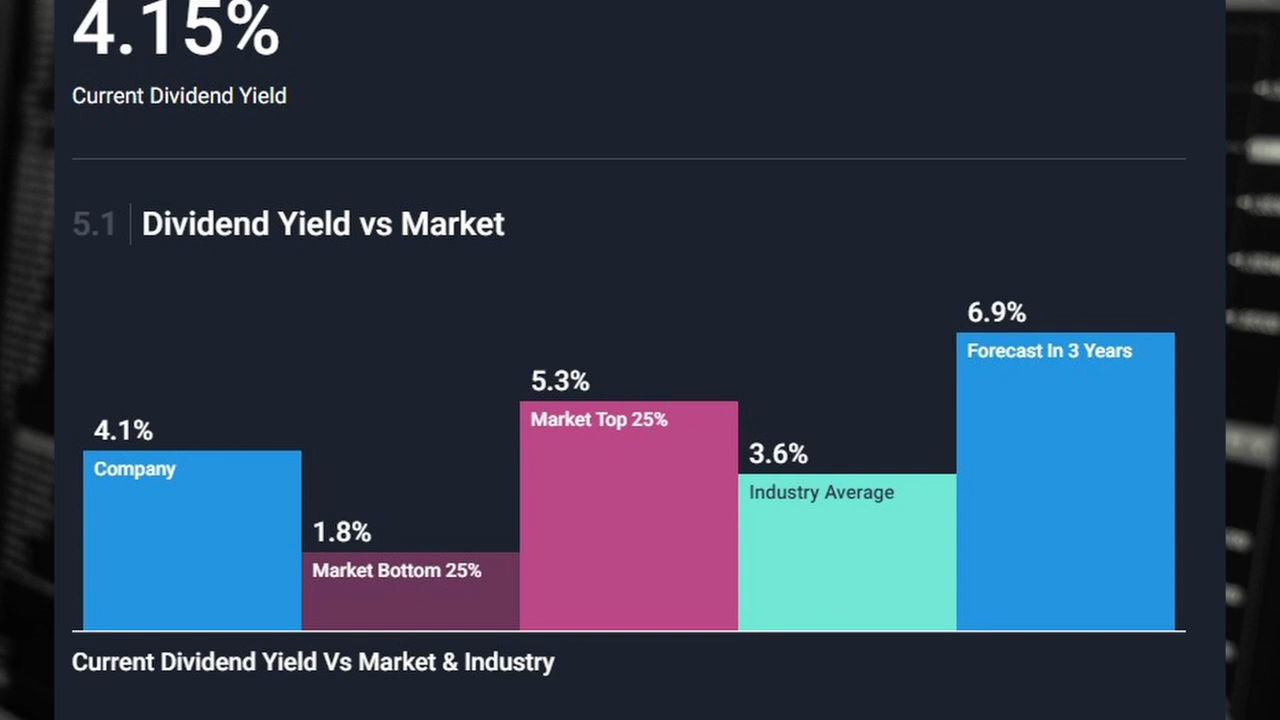 4.15%
Current Dividend Yield
5.1 Dividend Yield vs Market
6.9%
Forecast In 3 Years
5.3%
Market Top 25%
4.1%
Company
3.6%
Industry Average
1.8%
Market Bottom 25%
Current Dividend Yield Vs Market & Industry